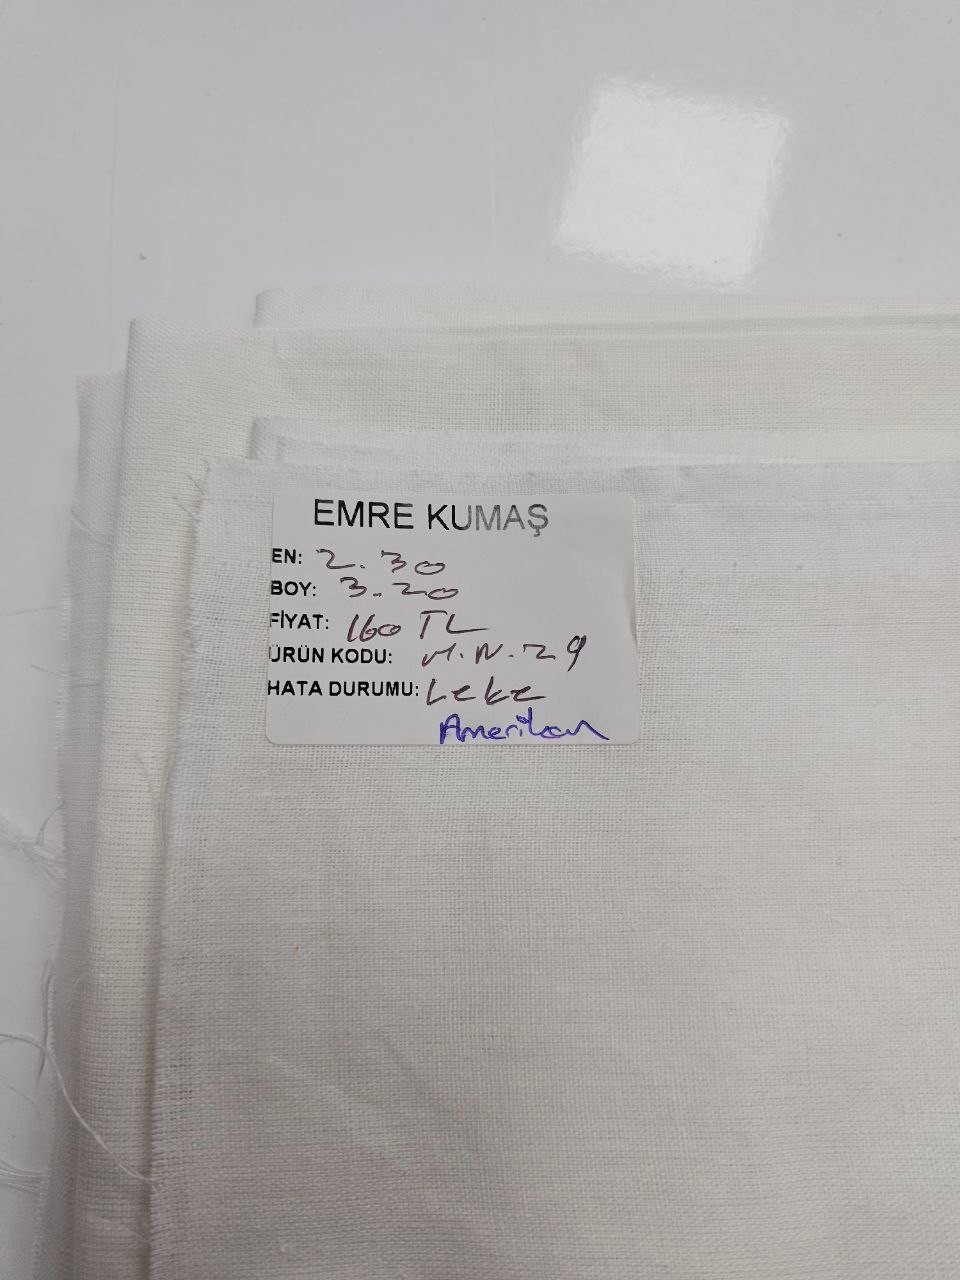 EMRE KUMAŞ
EN: 2.30
BOY: 3.20
FİYAT: 160 TL
ÜRÜN KODU: M.N.29
HATA DURUMU: Leke
Amerikan